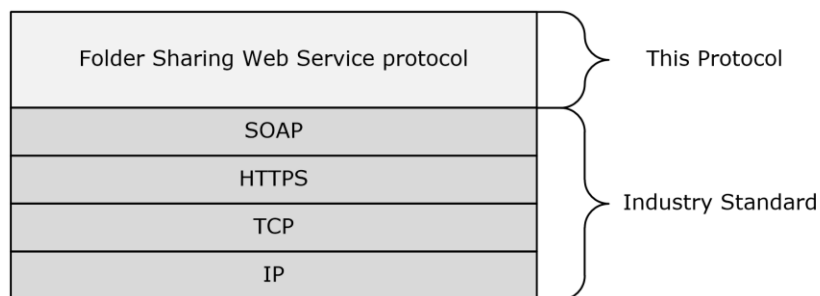 Folder Sharing Web Service protocol
This Protocol
SOAP
HTTPS
TCP
IP
Industry Standard